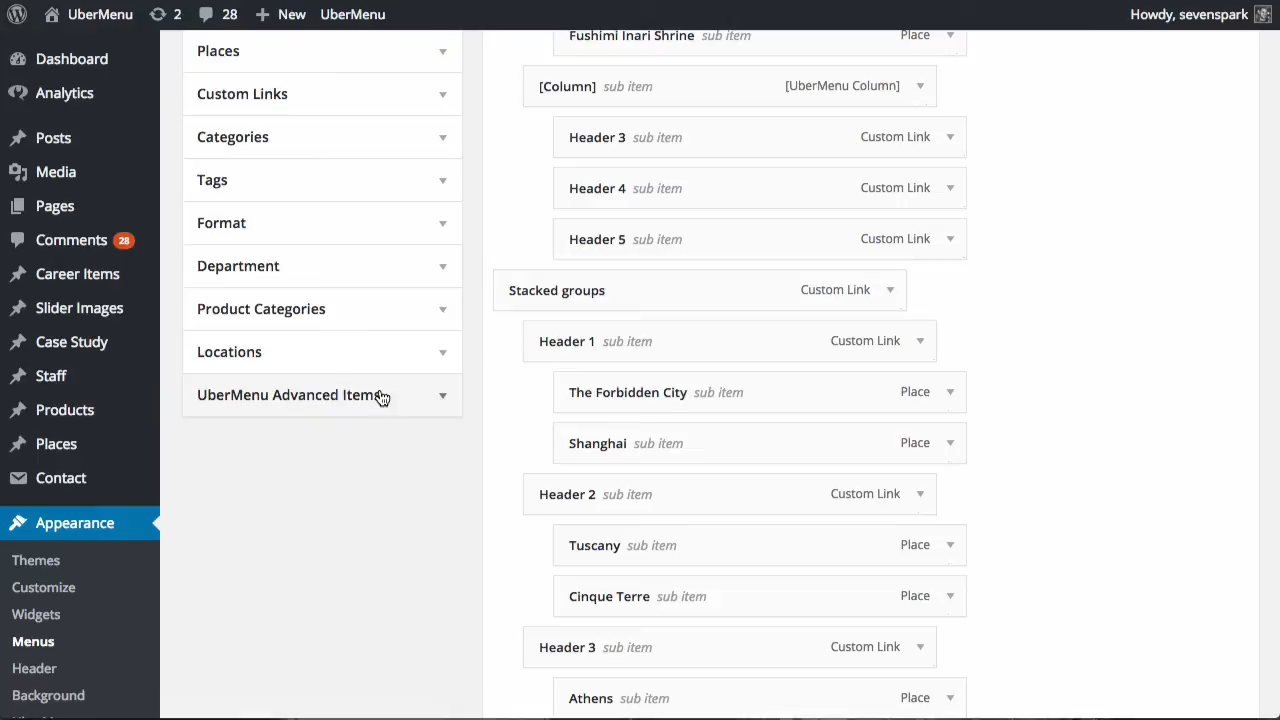 UberMenu 2 28 New UberMenu Howdy, sevenspark
Dashboard
Analytics
Posts
Media
Pages
Comments 28
Career Items
Slider Images
Case Study
Staff
Products
Places
Contact
Appearance
Themes
Customize
Widgets
Menus
Header
Background
Places
Custom Links
Categories
Tags
Format
Department
Product Categories
Locations
UberMenu Advanced Items
Fushimi Inari Shrine sub item Place
[Column] sub item [UberMenu Column]
Header 3 sub item Custom Link
Header 4 sub item Custom Link
Header 5 sub item Custom Link
Stacked groups Custom Link
Header 1 sub item Custom Link
The Forbidden City sub item Place
Shanghai sub item Place
Header 2 sub item Custom Link
Tuscany sub item Place
Cinque Terre sub item Place
Header 3 sub item Custom Link
Athens sub item Place